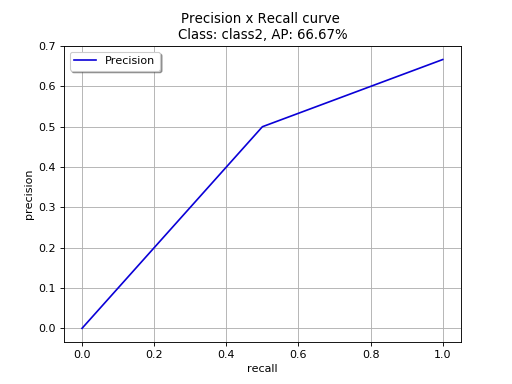 Precision x Recall curve
Class: class2, AP: 66.67%
Precision
0.7
0.6
0.5
0.4
0.3
0.2
0.1
0.0
precision
0.0 0.2 0.4 0.6 0.8 1.0
recall